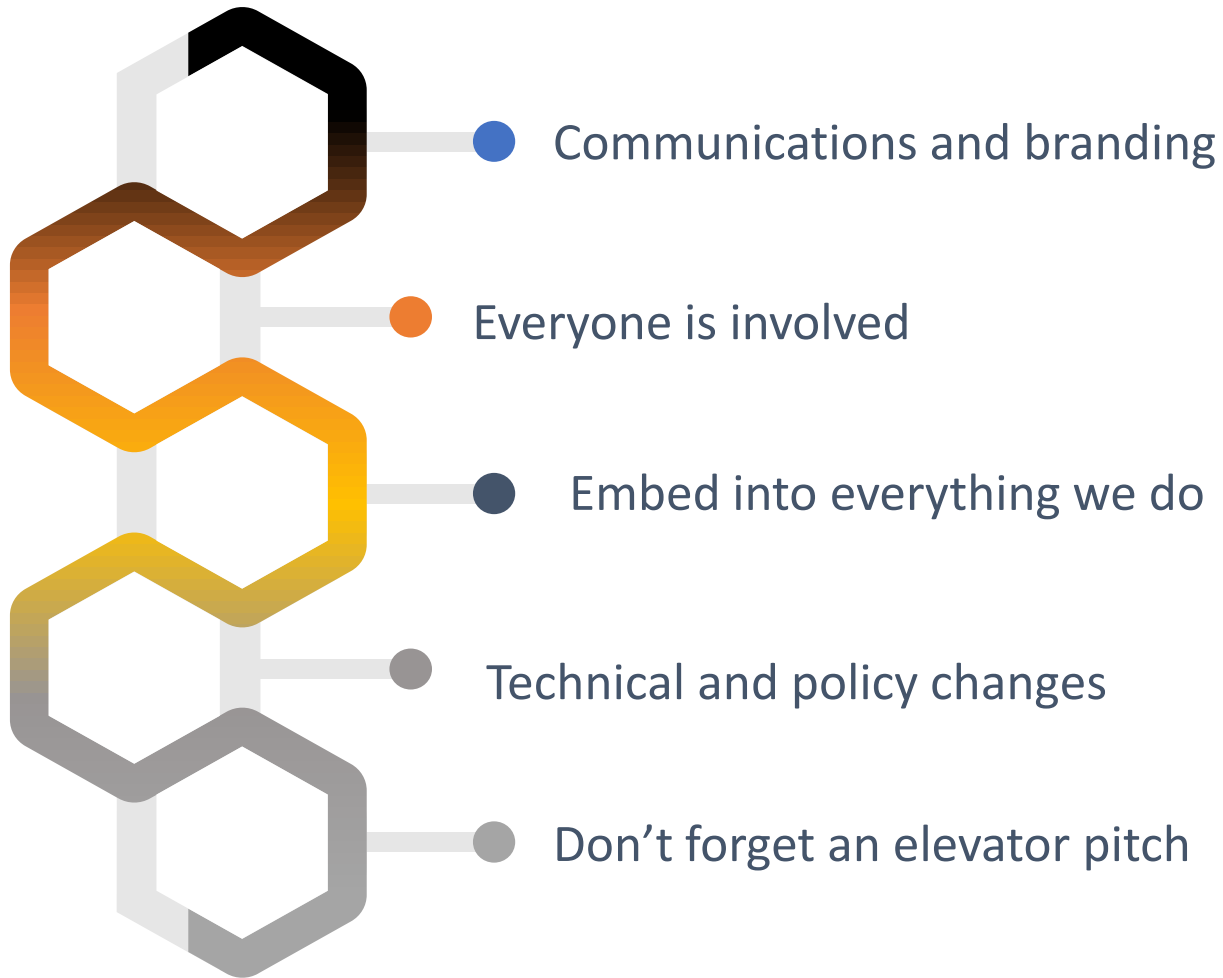 Communications and branding
Everyone is involved
Embed into everything we do
Technical and policy changes
Don’t forget an elevator pitch